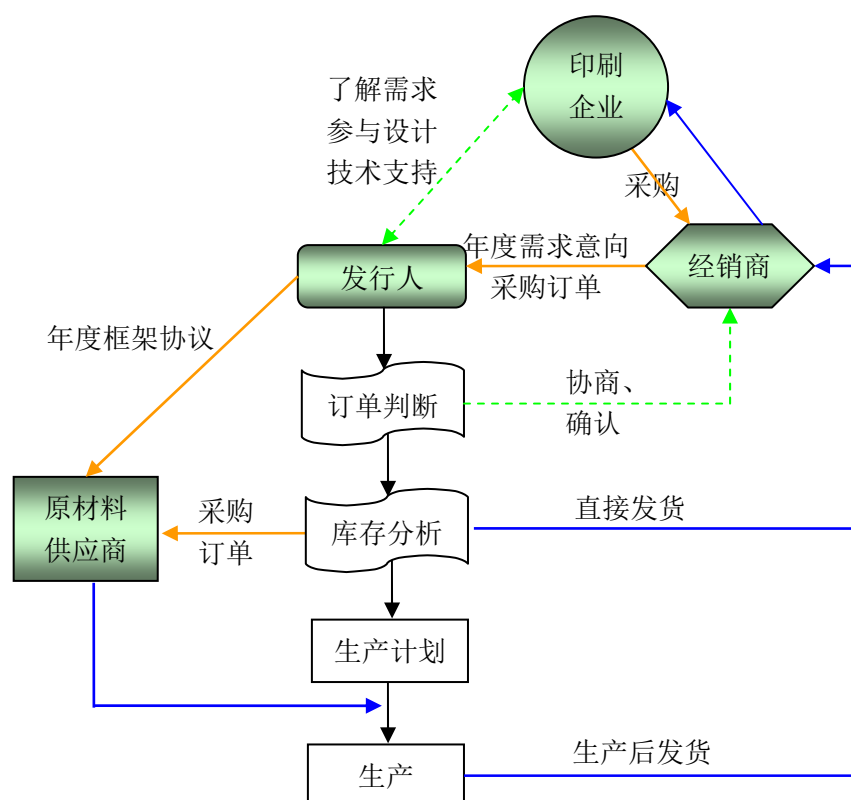 印刷
企业
了解需求
参与设计
技术支持
采购
年度需求意向
经销商
发行人
采购订单
年度框架协议
订单判断
协商、
确认
原材料
供应商
采购
订单
库存分析
直接发货
生产计划
生产后发货
生产